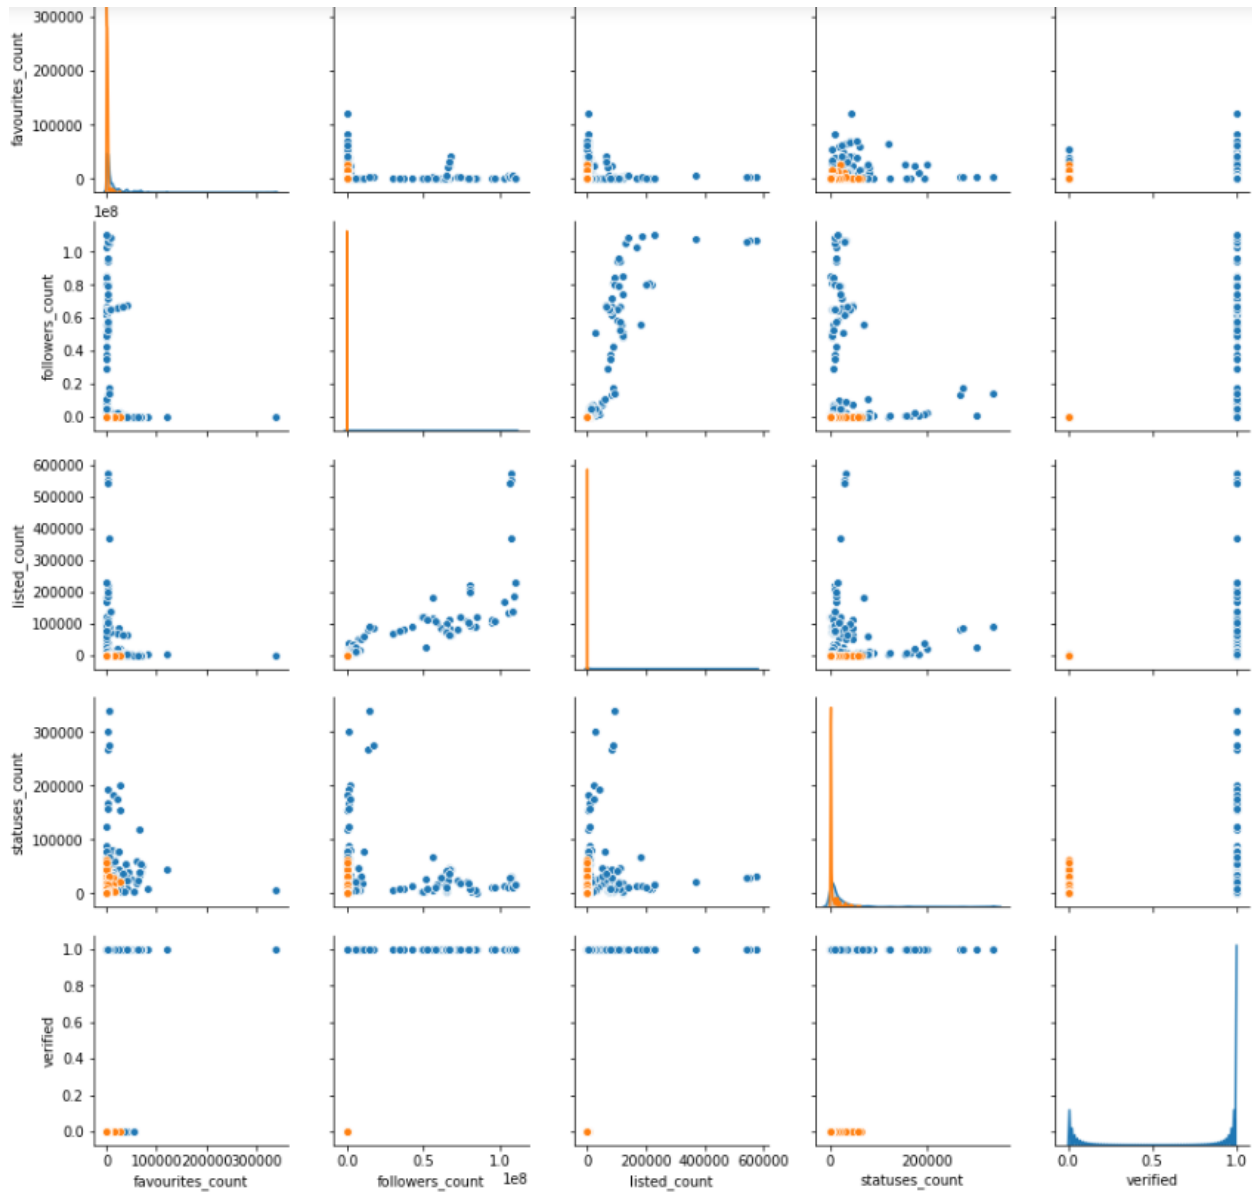 300000
200000
100000
0
favourites_count
1e8
1.0
0.8
0.6
0.4
0.2
0.0
followers_count
600000
500000
400000
300000
200000
100000
0
listed_count
300000
200000
100000
0
statuses_count
1.0
0.8
0.6
0.4
0.2
0.0
verified
0 100000 200000 300000
favourites_count
0.0 0.5 1.0
followers_count 1e8
0 200000 400000 600000
listed_count
0 200000
statuses_count
0.0 0.5 1.0
verified